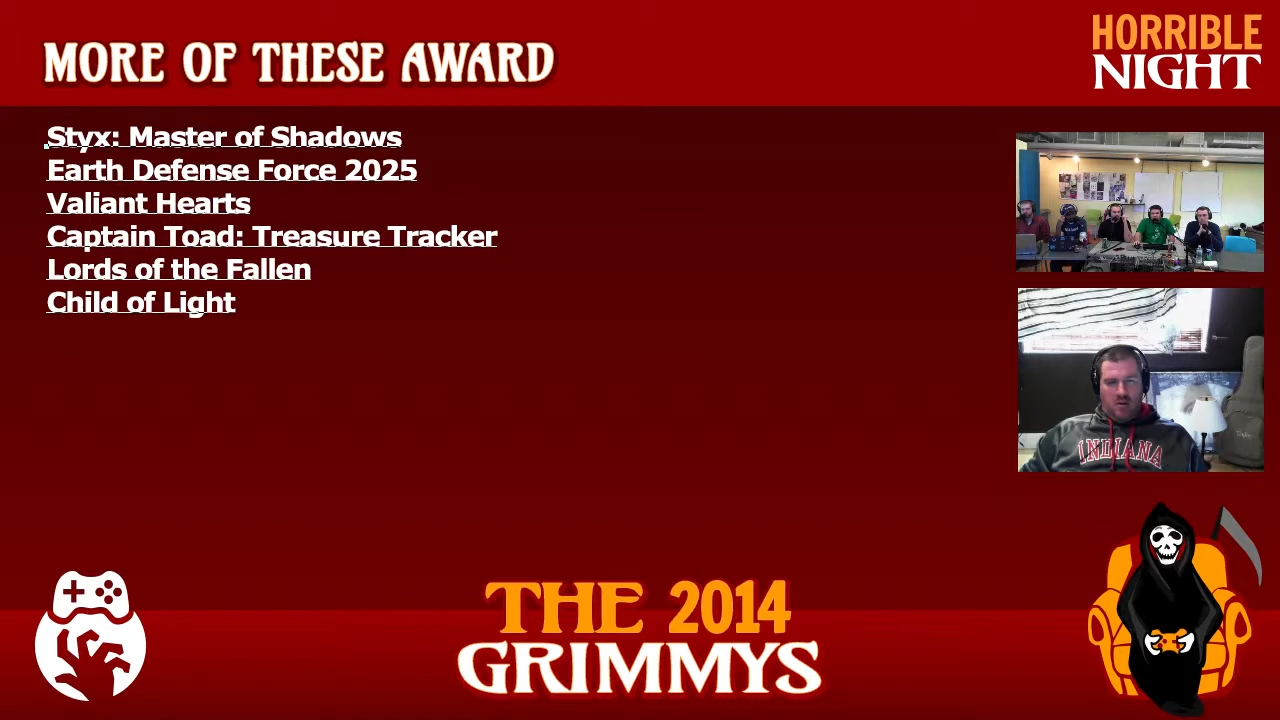 MORE OF THESE AWARD
HORRIBLE
NIGHT
Styx: Master of Shadows
Earth Defense Force 2025
Valiant Hearts
Captain Toad: Treasure Tracker
Lords of the Fallen
Child of Light
INDIANA
THE 2014
GRIMMYS